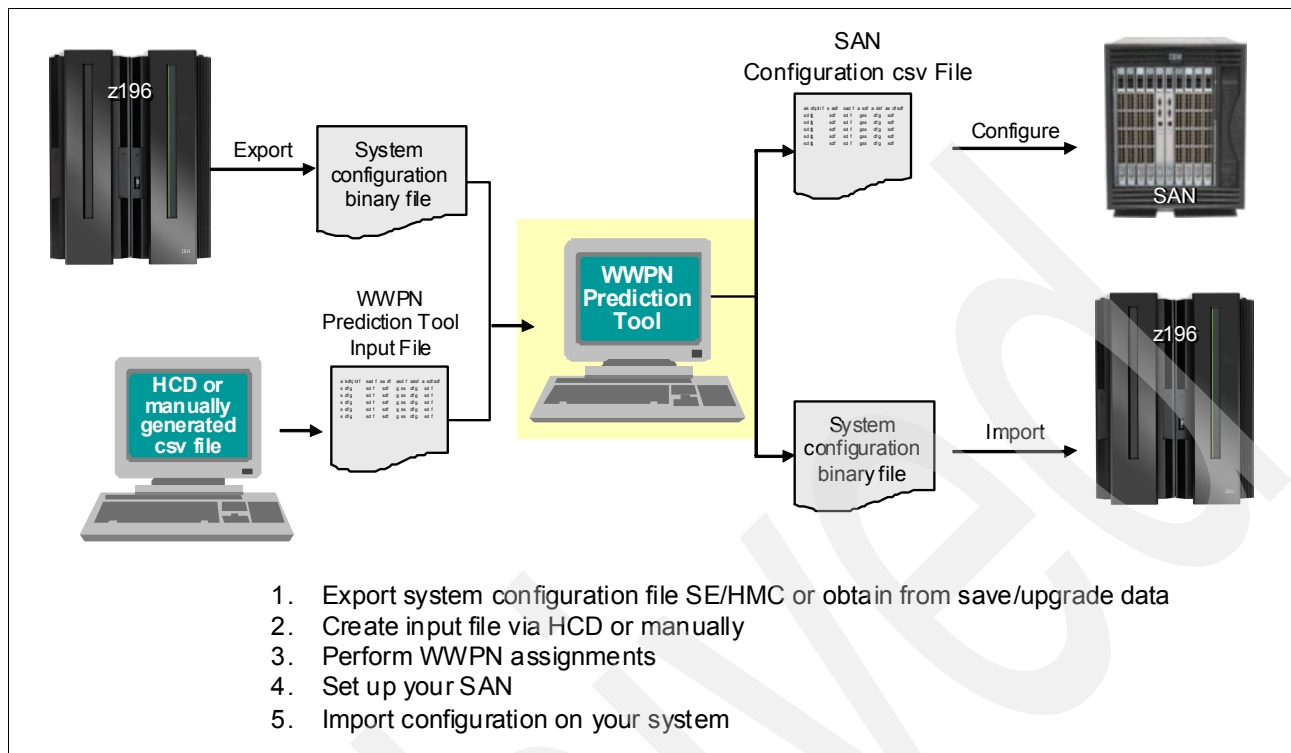 SAN
Configuration csv File
z196
Export
System
configuration
binary file
Configure
SAN
WWPN
Prediction Tool
Input File
WWPN
Prediction
Tool
HCD or
manually
generated
csv file
System
configuration
binary file
Import
z196
1. Export system configuration file SE/HMC or obtain from save/upgrade data
2. Create input file via HCD or manually
3. Perform WWPN assignments
4. Set up your SAN
5. Import configuration on your system